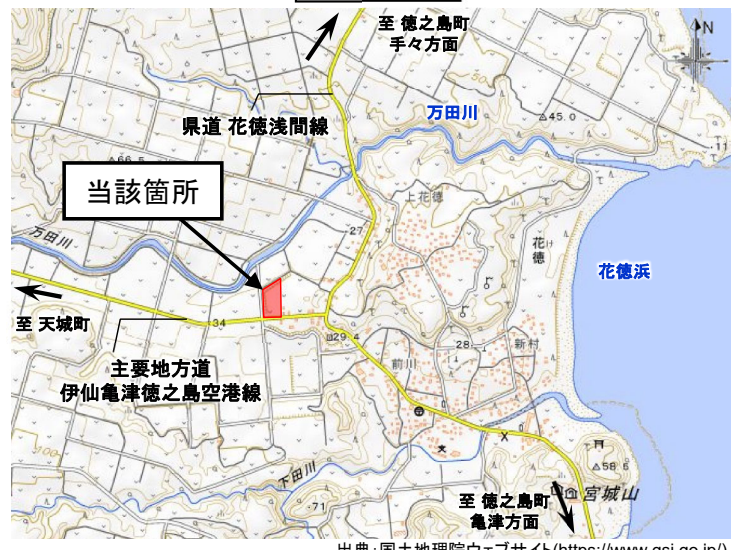 至 徳之島町
手々方面
N
50
県道 花徳浅間線
万田川
45.0
11
66.5
当該箇所
上花徳
万田川
27
花徳
け
花徳浜
至 天城町
34
29.4
主要地方道
伊仙亀津徳之島空港線
前川
28
新村
100
下田川
71
58.6
宮城山
至 徳之島町
亀津方面
出典:国土地理院ウェブサイト(https://www.gsi.go.jp/)